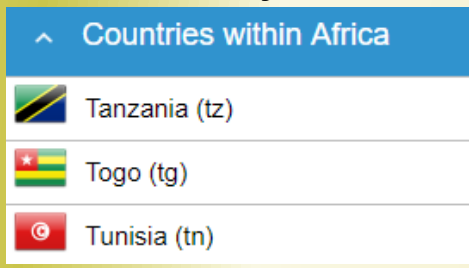 Countries within Africa
Tanzania (tz)
Togo (tg)
Tunisia (tn)